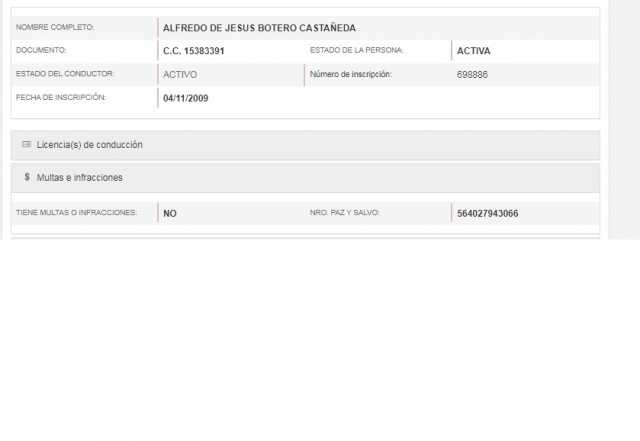 NOMBRE COMPLETO: ALFREDO DE JESUS BOTERO CASTAÑEDA
DOCUMENTO: C.C. 15383391 ESTADO DE LA PERSONA: ACTIVA
ESTADO DEL CONDUCTOR: ACTIVO Número de inscripción: 698886
FECHA DE INSCRIPCIÓN: 04/11/2009
Licencia(s) de conducción
$ Multas e infracciones
TIENE MULTAS O INFRACCIONES: NO NRO. PAZ Y SALVO: 564027943066